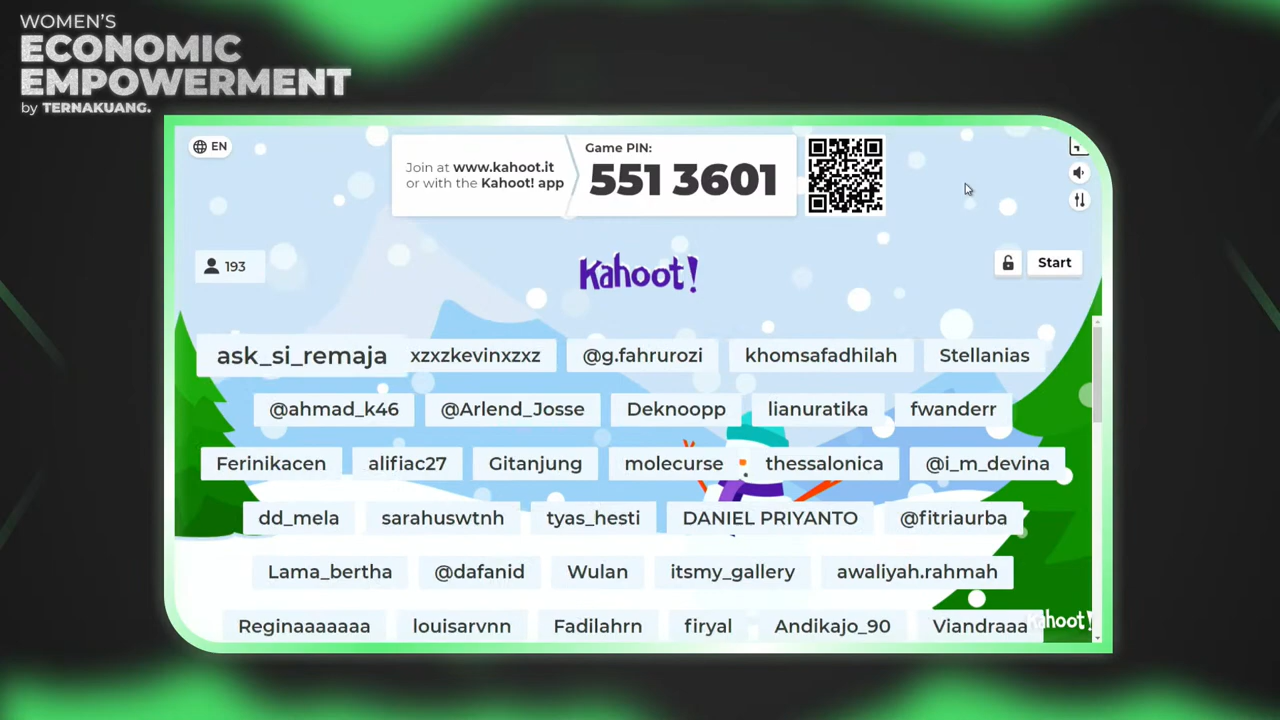 WOMEN'S
ECONOMIC
EMPOWERMENT
by TERNAKUANG.
EN
Join at www.kahoot.it
or with the Kahoot! app
Game PIN:
551 3601
193
Kahoot!
Start
ask_si_remaja xzxzkevinxzxz @g.fahrurozi khomsafadhilah Stellanias
@ahmad_k46 @Arlend_Josse Deknoopp lianuratika fwanderr
Ferinikacen alifiac27 Gitanjung molecurse thessalonica @i_m_devina
dd_mela sarahuswtnh tyas_hesti DANIEL PRIYANTO @fitriaurba
Lama_bertha @dafanid Wulan itsmy_gallery awaliyah.rahmah
Reginaaaaaaa louisarvnn Fadilahrn firyal Andikajo_90 Viandraaa
Kahoot!